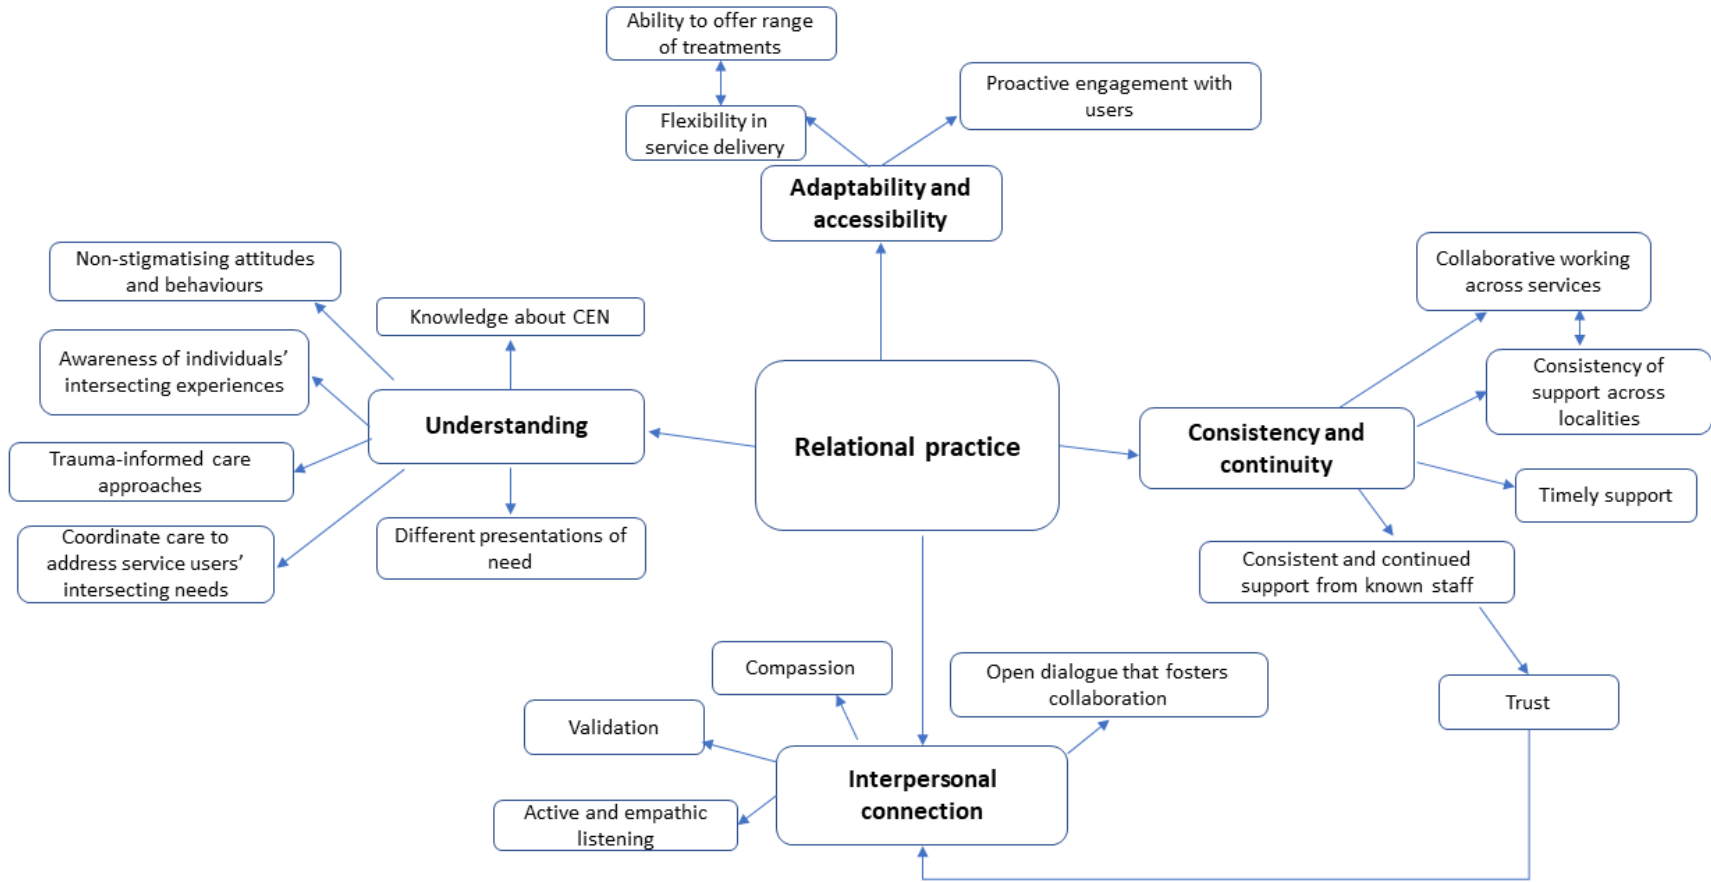 Ability to offer range
of treatments
Proactive engagement with
users
Flexibility in
service delivery
Adaptability and
accessibility
Non-stigmatising attitudes
and behaviours
Knowledge about CEN
Awareness of individuals’
intersecting experiences
Understanding
Trauma-informed care
approaches
Coordinate care to
address service users’
intersecting needs
Different presentations of
need
Relational practice
Collaborative working
across services
Consistency of
support across
localities
Consistency and
continuity
Timely support
Consistent and continued
support from known staff
Trust
Compassion
Open dialogue that fosters
collaboration
Validation
Interpersonal
connection
Active and empathic
listening